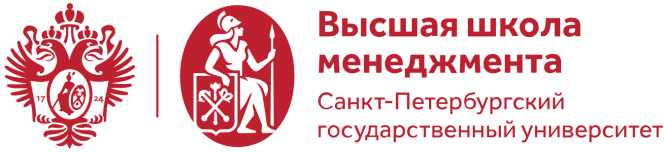 17 24
Высшая школа
менеджмента
Санкт-Петербургский
государственный университет